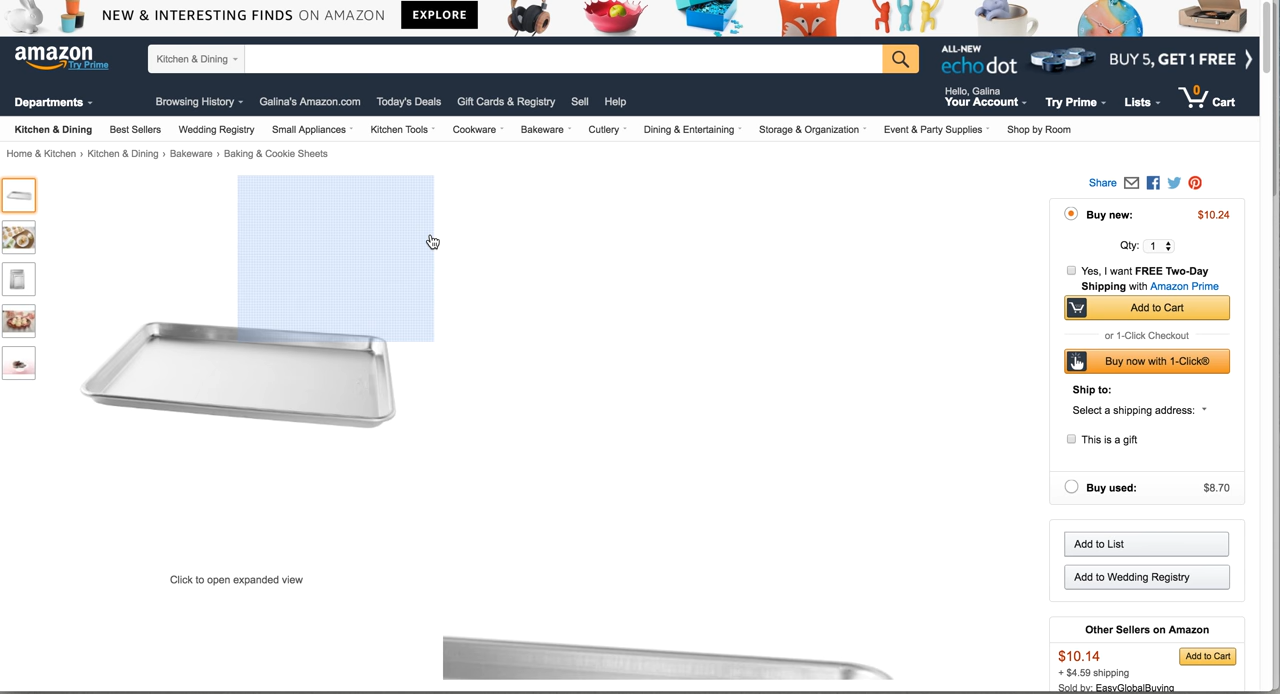 NEW & INTERESTING FINDS ON AMAZON EXPLORE
amazon
Try Prime
Kitchen & Dining
ALL-NEW
echo dot
BUY 5, GET 1 FREE
Departments
Browsing History
Galina's Amazon.com
Today's Deals
Gift Cards & Registry
Sell
Help
Hello, Galina
Your Account
Try Prime
Lists
0
Cart
Kitchen & Dining
Best Sellers
Wedding Registry
Small Appliances
Kitchen Tools
Cookware
Bakeware
Cutlery
Dining & Entertaining
Storage & Organization
Event & Party Supplies
Shop by Room
Home & Kitchen › Kitchen & Dining › Bakeware › Baking & Cookie Sheets
Click to open expanded view
Share
Buy new: $10.24
Qty: 1
Yes, I want FREE Two-Day
Shipping with Amazon Prime
Add to Cart
or 1-Click Checkout
Buy now with 1-Click®
Ship to:
Select a shipping address:
This is a gift
Buy used: $8.70
Add to List
Add to Wedding Registry
Other Sellers on Amazon
$10.14 Add to Cart
+ $4.59 shipping
Sold by: EasyGlobalBuying